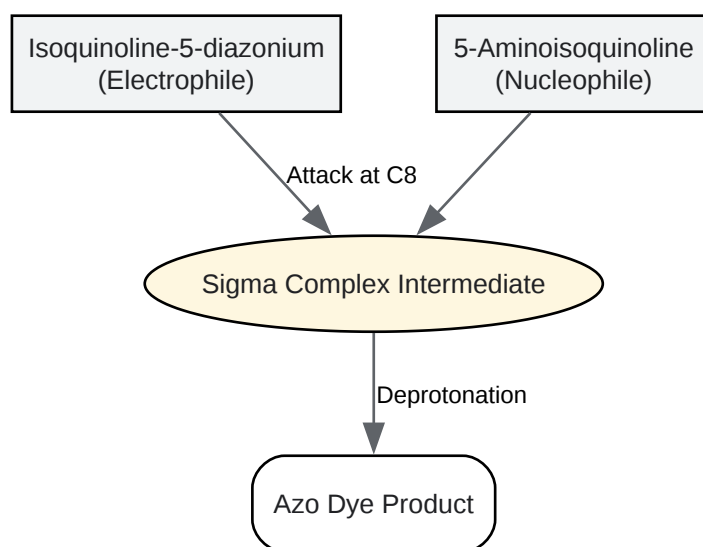 Isoquinoline-5-diazonium
(Electrophile)
5-Aminoisoquinoline
(Nucleophile)
Attack at C8
Sigma Complex Intermediate
Deprotonation
Azo Dye Product